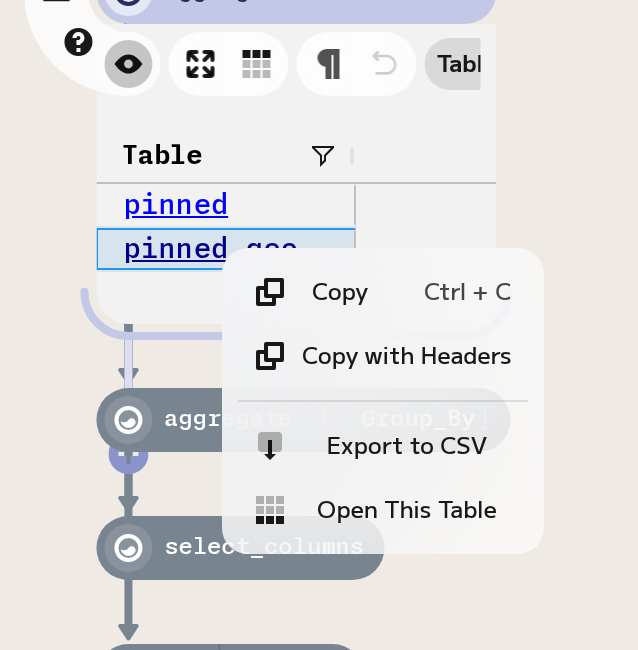 Tabl
Table
pinned
pinned_geo
Copy Ctrl + C
Copy with Headers
aggregate Group_By
Export to CSV
Open This Table
select_columns